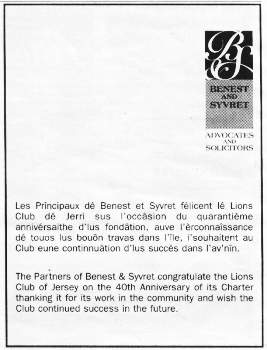 BS
BENEST
AND
SYVRET
ADVOCATES
AND
SOLICITORS
Les Principaux dé Benest et Syvret félicent lé Lions
Club dé Jèrri sus l'occâsion du quarantième
anniversaithe d'lus fondâtion, auve l'èrconnaîssance
dé touos lus bouôn travas dans l'île, i'souhaitent au
Club eune continnuâtion d'lus succès dans l'av'nîn.
The Partners of Benest & Syvret congratulate the Lions
Club of Jersey on the 40th Anniversary of its Charter
thanking it for its work in the community and wish the
Club continued success in the future.